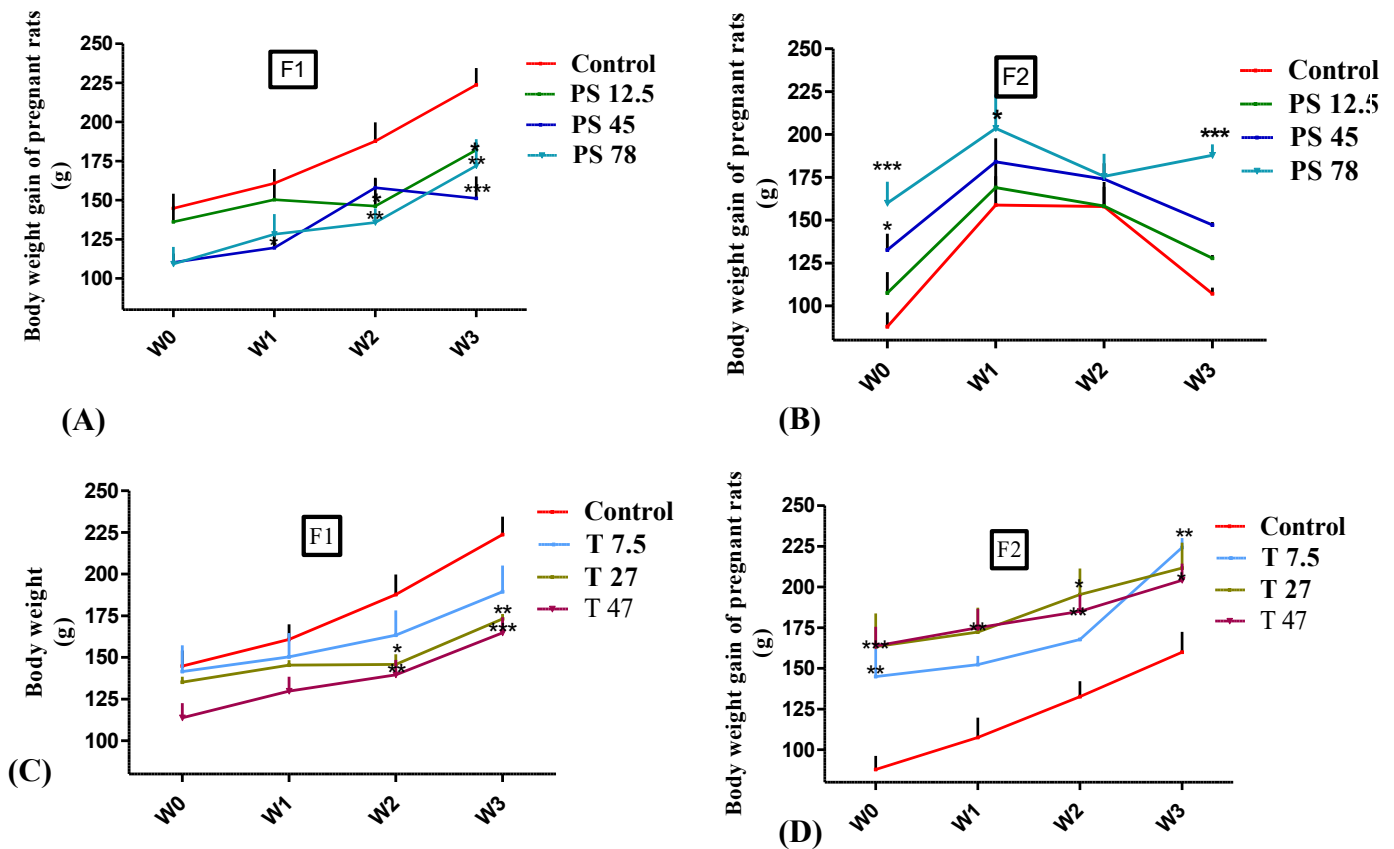 Body weight gain of pregnant rats
(g)
250
225
200
175
150
125
100
F1
Control
PS 12.5
PS 45
PS 78
*
*
**
*
**
***
W0
W1
W2
W3
(A)
Body weight gain of pregnant rats
(g)
250
225
200
175
150
125
100
F2
Control
PS 12.5
PS 45
PS 78
***
*
*
***
W0
W1
W2
W3
(B)
Body weight
(g)
250
225
200
175
150
125
100
F1
Control
T 7.5
T 27
T 47
*
**
**
***
W0
W1
W2
W3
(C)
Body weight gain of pregnant rats
(g)
250
225
200
175
150
125
100
F2
Control
T 7.5
T 27
T 47
***
**
**
*
**
**
*
W0
W1
W2
W3
(D)